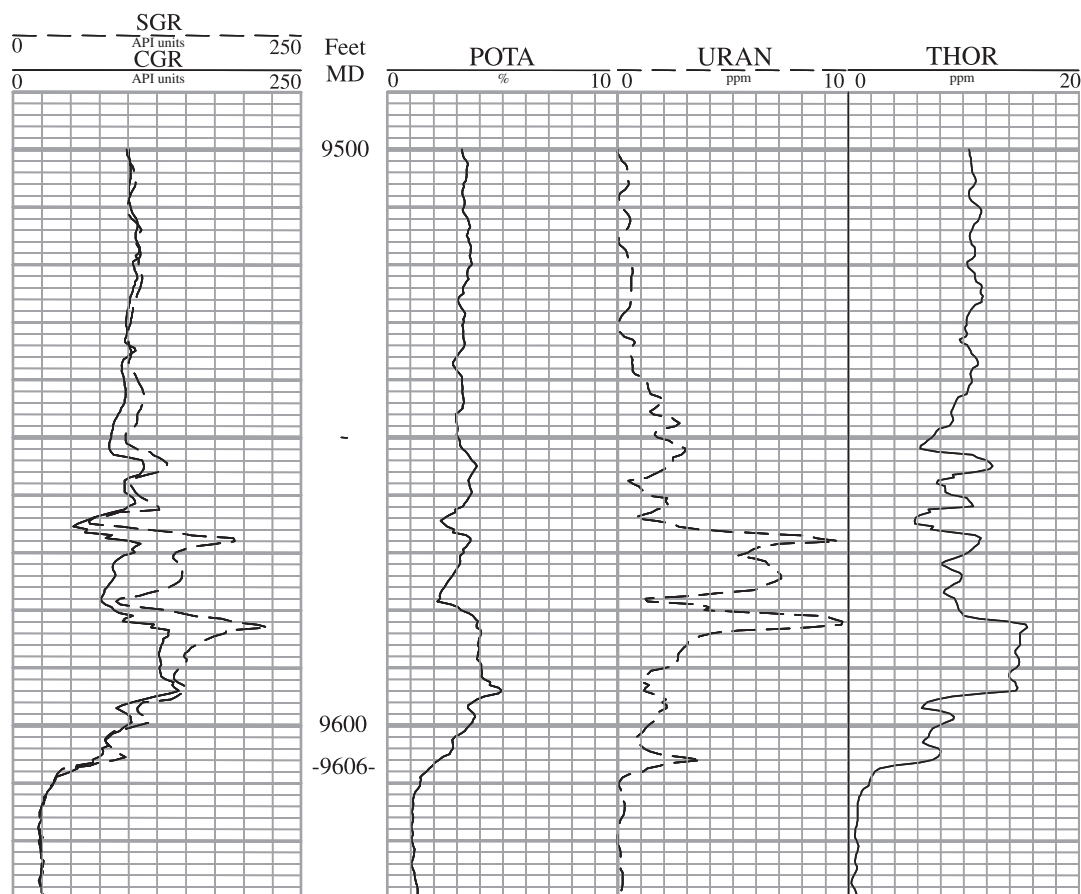 SGR
0 API units 250
CGR
0 API units 250
Feet
MD
POTA
0 % 10
URAN
0 ppm 10
THOR
0 ppm 20
9500
-
9600
-9606-